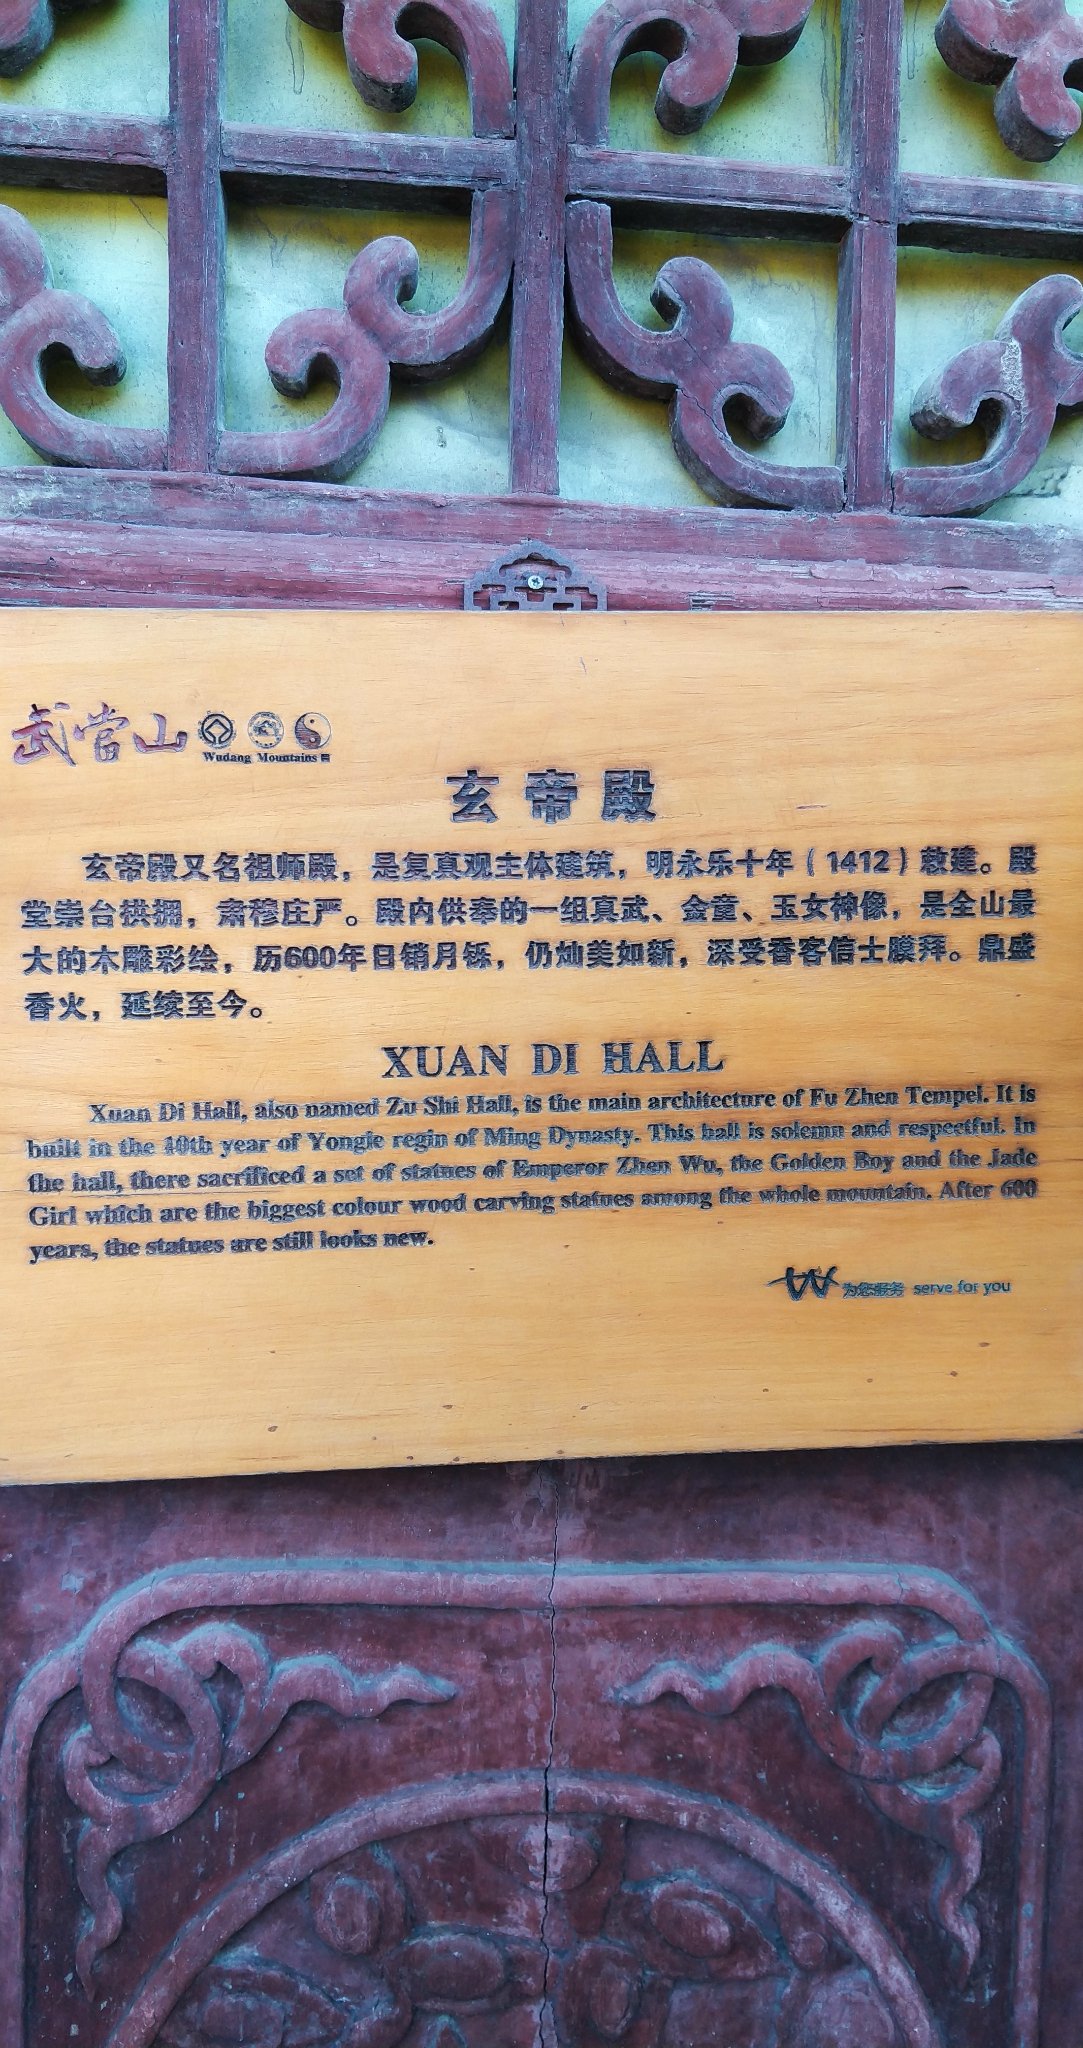 武當山
Wudang Mountains
玄帝殿
玄帝殿又名祖师殿，是复真观主体建筑，明永乐十年（1412）敕建。殿
堂崇台拱拥，肃穆庄严。殿内供奉的一组真武、金童、玉女神像，是全山最
大的木雕彩绘，历600年日销月铄，仍灿美如新，深受香客信士膜拜。鼎盛
香火，延续至今。
XUAN DI HALL
Xuan Di Hall, also named Zu Shi Hall, is the main architecture of Fu Zhen Tempel. It is
built in the 10th year of Yongle regin of Ming Dynasty. This hall is solemn and respectful. In
the hall, there sacrificed a set of statues of Emperor Zhen Wu, the Golden Boy and the Jade
Girl which are the biggest colour wood carving statues among the whole mountain. After 600
years, the statues are still looks new.
为您服务 serve for you